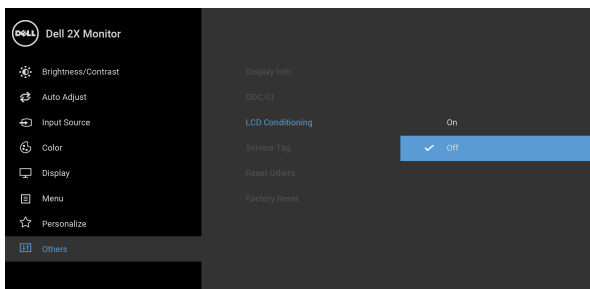 DELL
Dell 2X Monitor
Brightness/Contrast
Auto Adjust
Input Source
Color
Display
Menu
Personalize
Others
Display Info
DDC/CI
LCD Conditioning
Service Tag
Reset Others
Factory Reset
On
Off